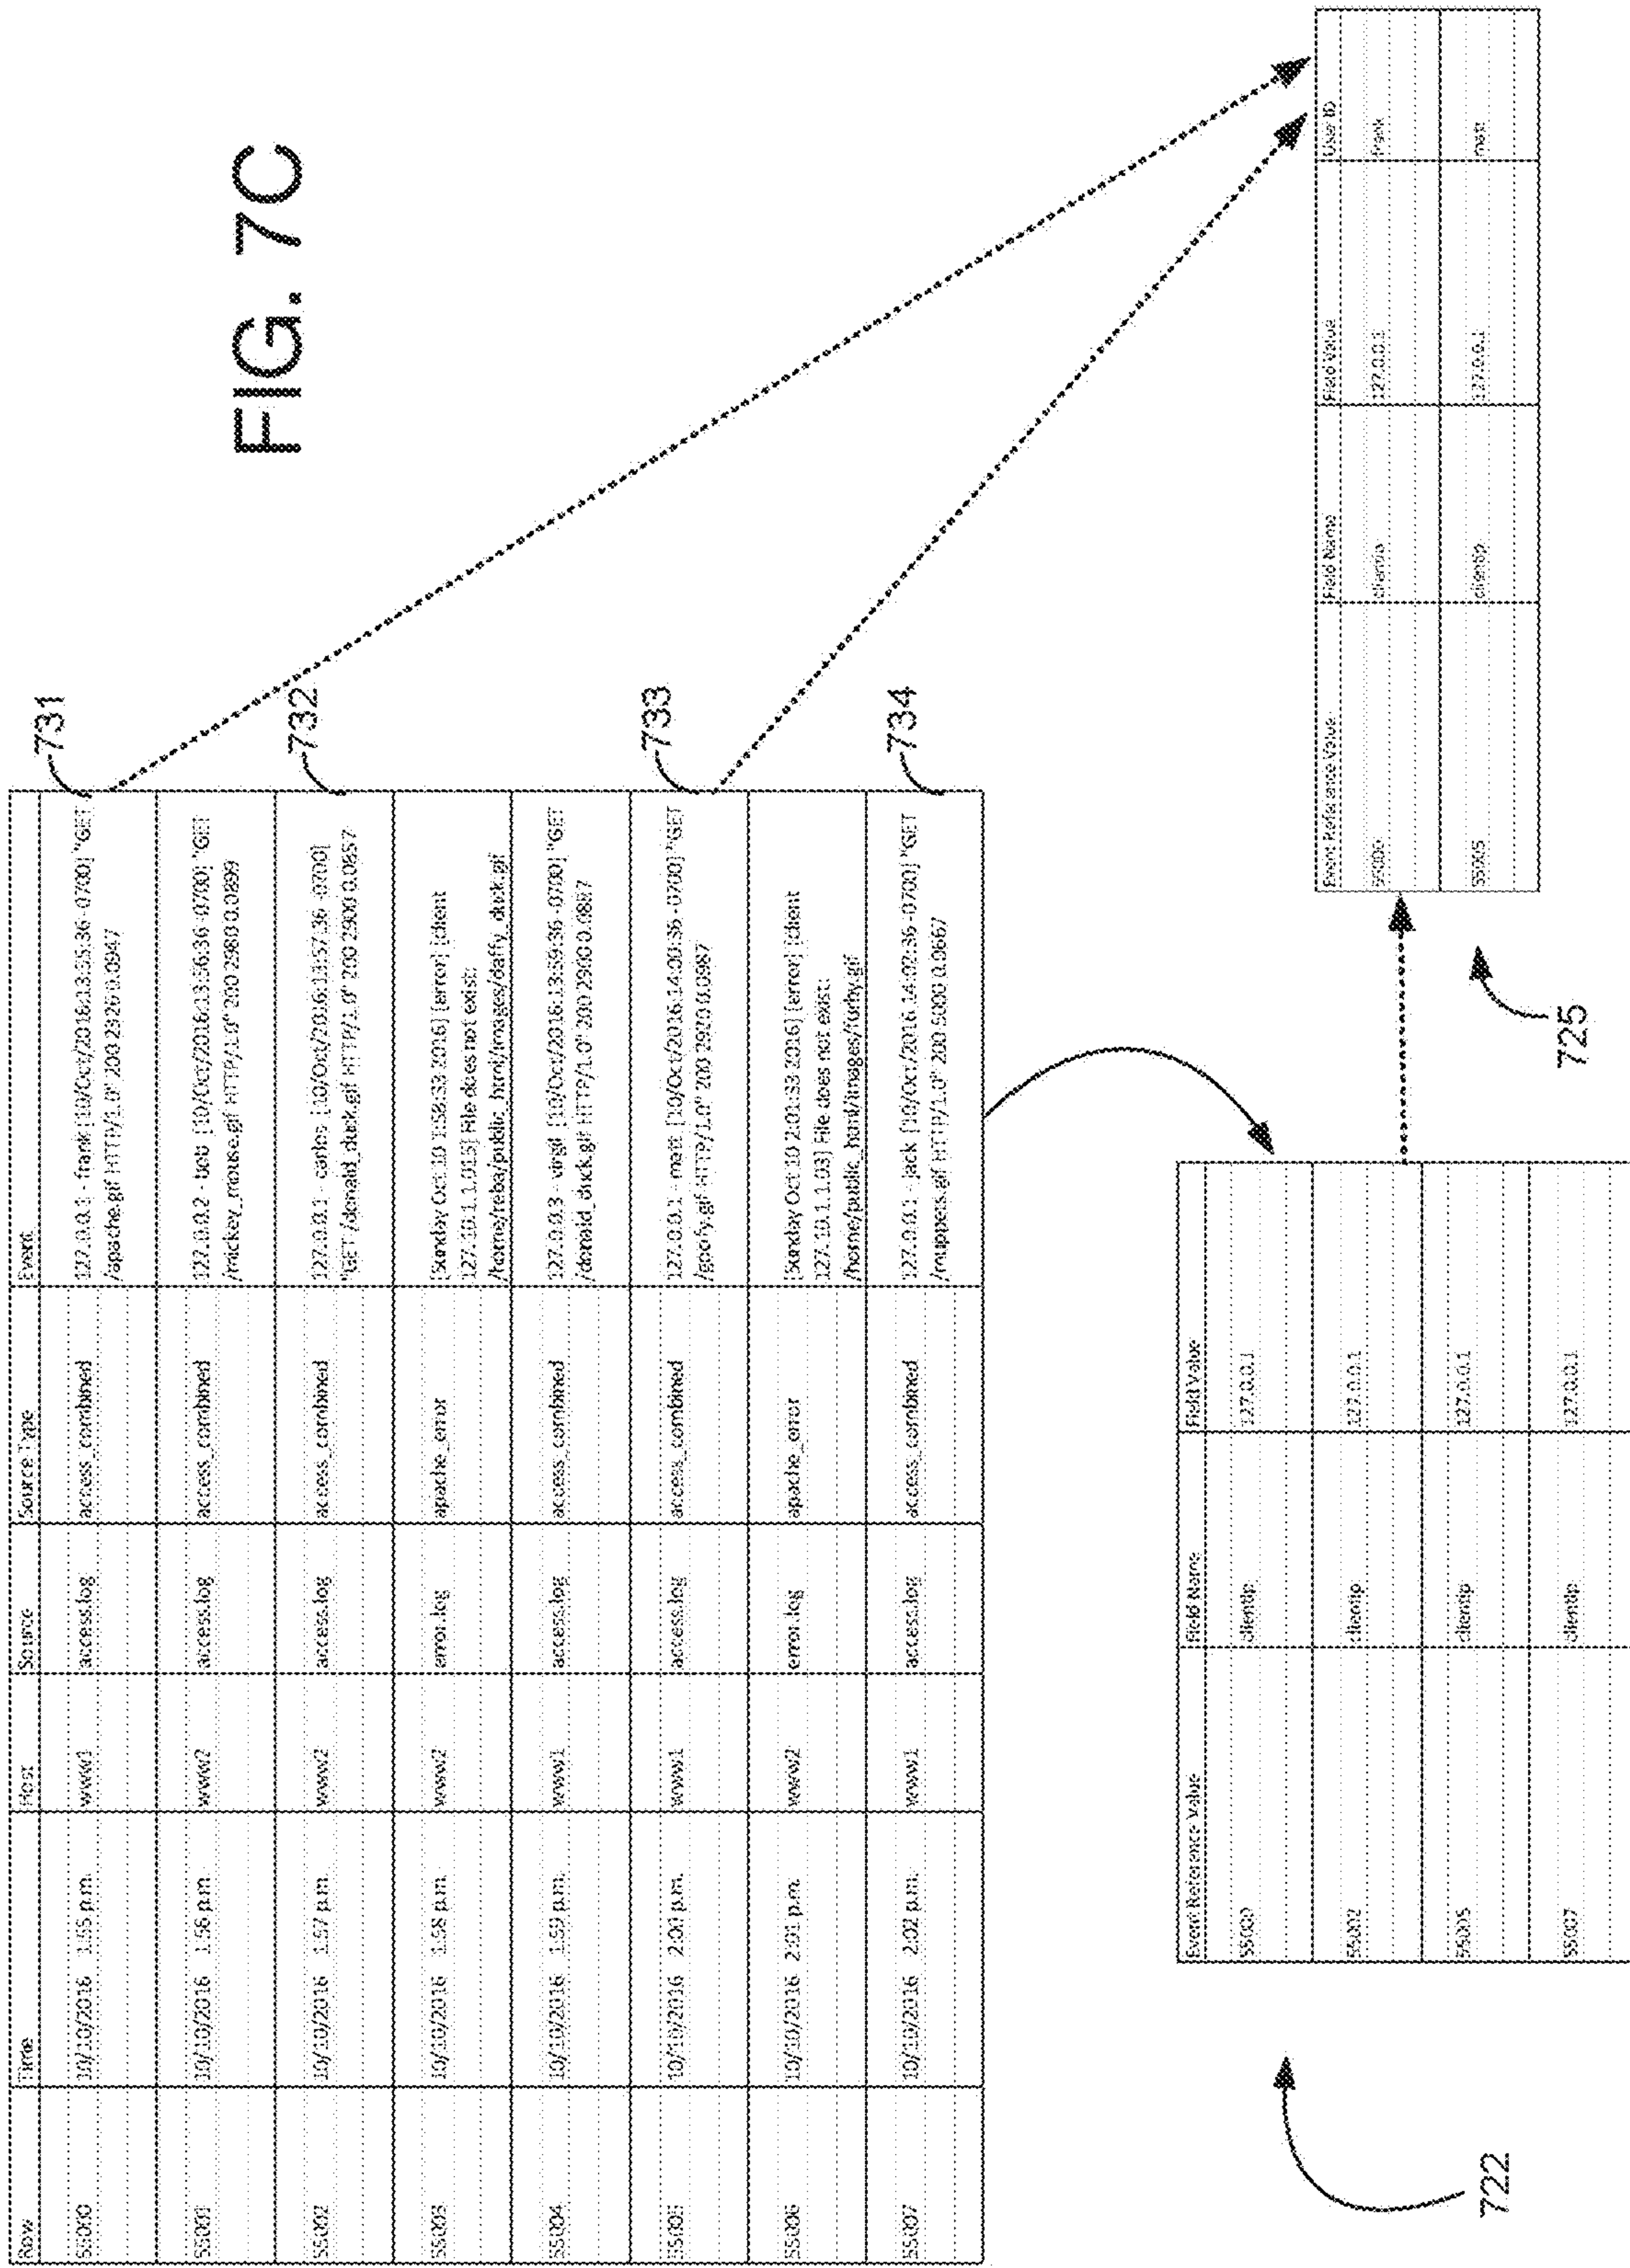 FIG. 7C
Row Time Host Source Source Type Event
55000 10/10/2016 1:55 p.m. www1 access.log access_combined 127.0.0.1 - frank [10/Oct/2016:13:55:36 -0700] "GET
/apache.gif HTTP/1.0" 200 2326 0.0947
731
55001 10/10/2016 1:56 p.m. www2 access.log access_combined 127.0.0.2 - bob [10/Oct/2016:13:56:36 -0700] "GET
/mickey_mouse.gif HTTP/1.0" 200 2980 0.0899
55002 10/10/2016 1:57 p.m. www2 access.log access_combined 127.0.0.1 - carlos [10/Oct/2016:13:57:36 -0700]
"GET /donald_duck.gif HTTP/1.0" 200 2900 0.0857
732
55003 10/10/2016 1:58 p.m. www2 error.log apache_error [Sunday Oct 10 1:58:33 2016] [error] [client
127.10.1.1.015] File does not exist:
/home/reba/public_html/images/daffy_duck.gif
55004 10/10/2016 1:59 p.m. www1 access.log access_combined 127.0.0.3 - virgil [10/Oct/2016:13:59:36 -0700] "GET
/donald_duck.gif HTTP/1.0" 200 2900
55005 10/10/2016 2:00 p.m. www1 access.log access_combined 127.0.0.1 - matt [10/Oct/2016:14:00:36 -0700] "GET
/goofy.gif HTTP/1.0" 200 2920 0.0987
733
55006 10/10/2016 2:01 p.m. www2 error.log apache_error [Sunday Oct 10 2:01:33 2016] [error] [client
127.10.1.1.03] File does not exist:
/home/public_html/images/furby.gif
55007 10/10/2016 2:02 p.m. www1 access.log access_combined 127.0.0.1 - jack [10/Oct/2016:14:02:36 -0700] "GET
/muppets.gif HTTP/1.0" 200 5000 0.0667
734
Event Reference Value Field Name Field Value
55000 clientip 127.0.0.1
55002 clientip 127.0.0.1
55005 clientip 127.0.0.1
55007 clientip 127.0.0.1
722
Event Reference Value Field Name Field Value User ID
55000 clientip 127.0.0.1 frank
55005 clientip 127.0.0.1 matt
725